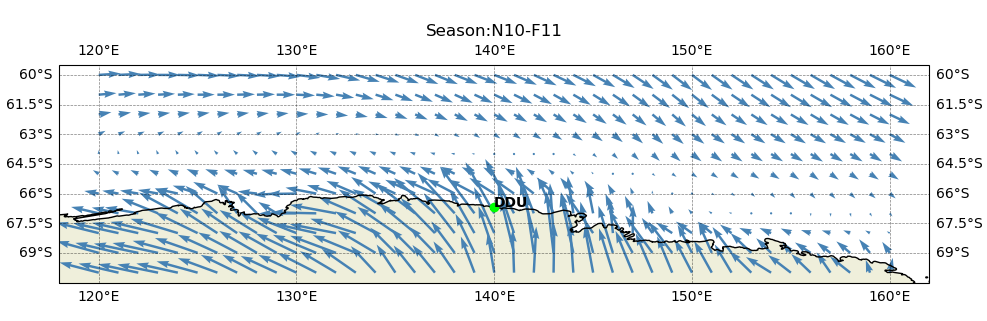 Season:N10-F11
120°E 130°E 140°E 150°E 160°E
60°S 60°S
61.5°S 61.5°S
63°S 63°S
64.5°S 64.5°S
66°S 66°S
DDU
67.5°S 67.5°S
69°S 69°S
120°E 130°E 140°E 150°E 160°E